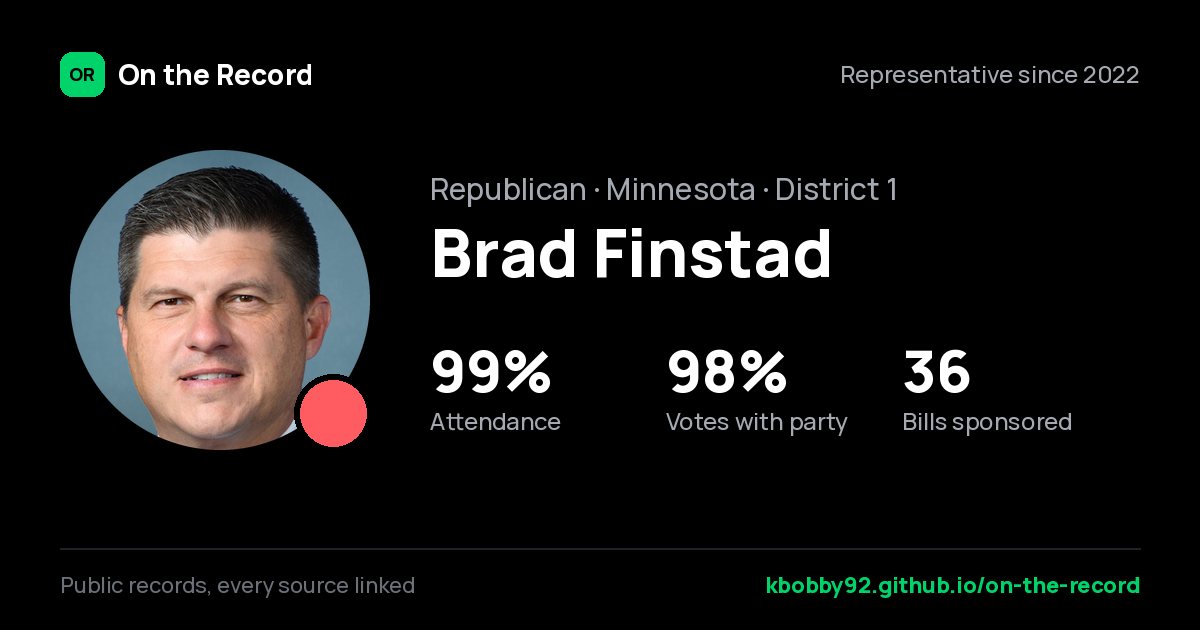 OR On the Record
Representative since 2022
Republican · Minnesota · District 1
Brad Finstad
99% 98% 36
Attendance Votes with party Bills sponsored
Public records, every source linked
kbobby92.github.io/on-the-record